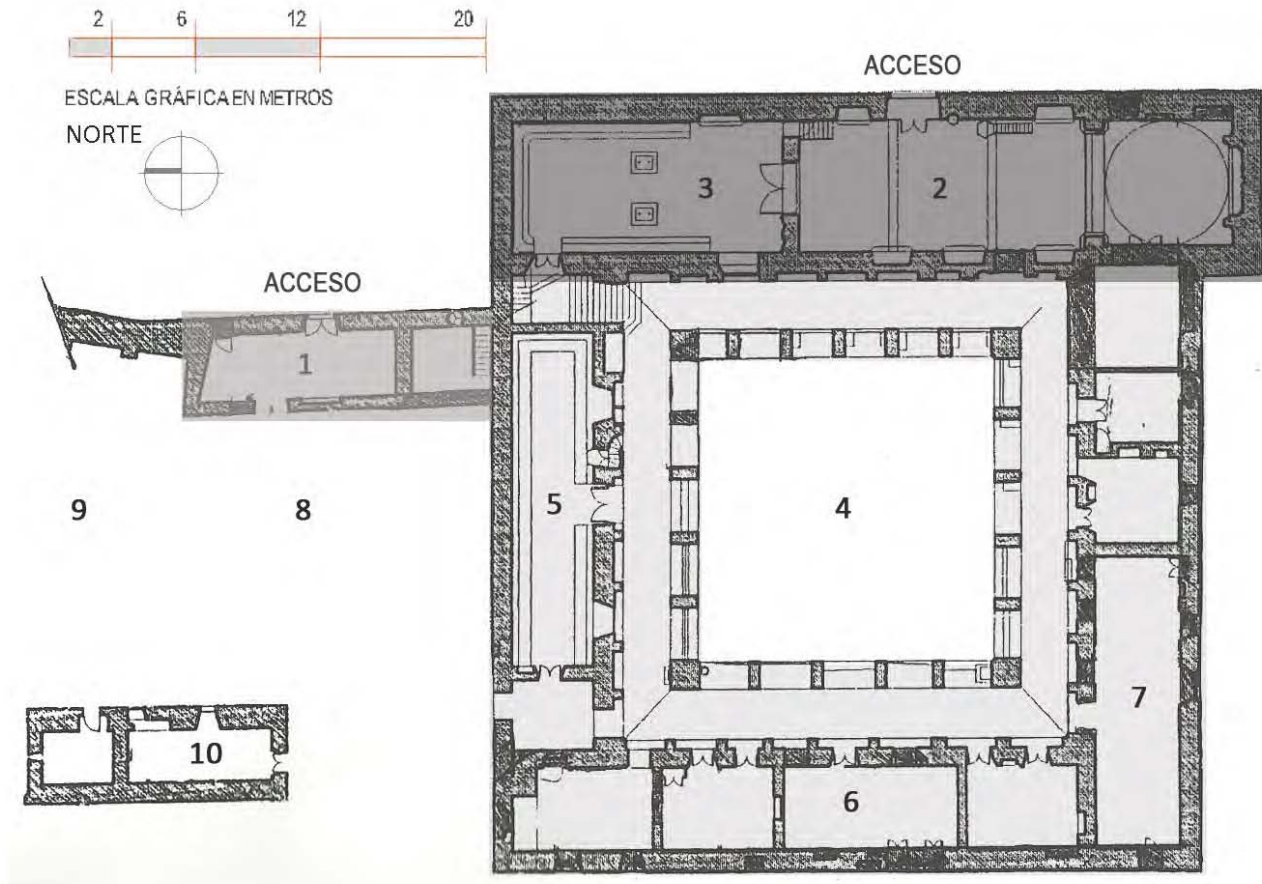 2 6 12 20
ESCALA GRÁFICA EN METROS
NORTE
ACCESO
3 2
ACCESO
1
9 8 5 4
7
10 6